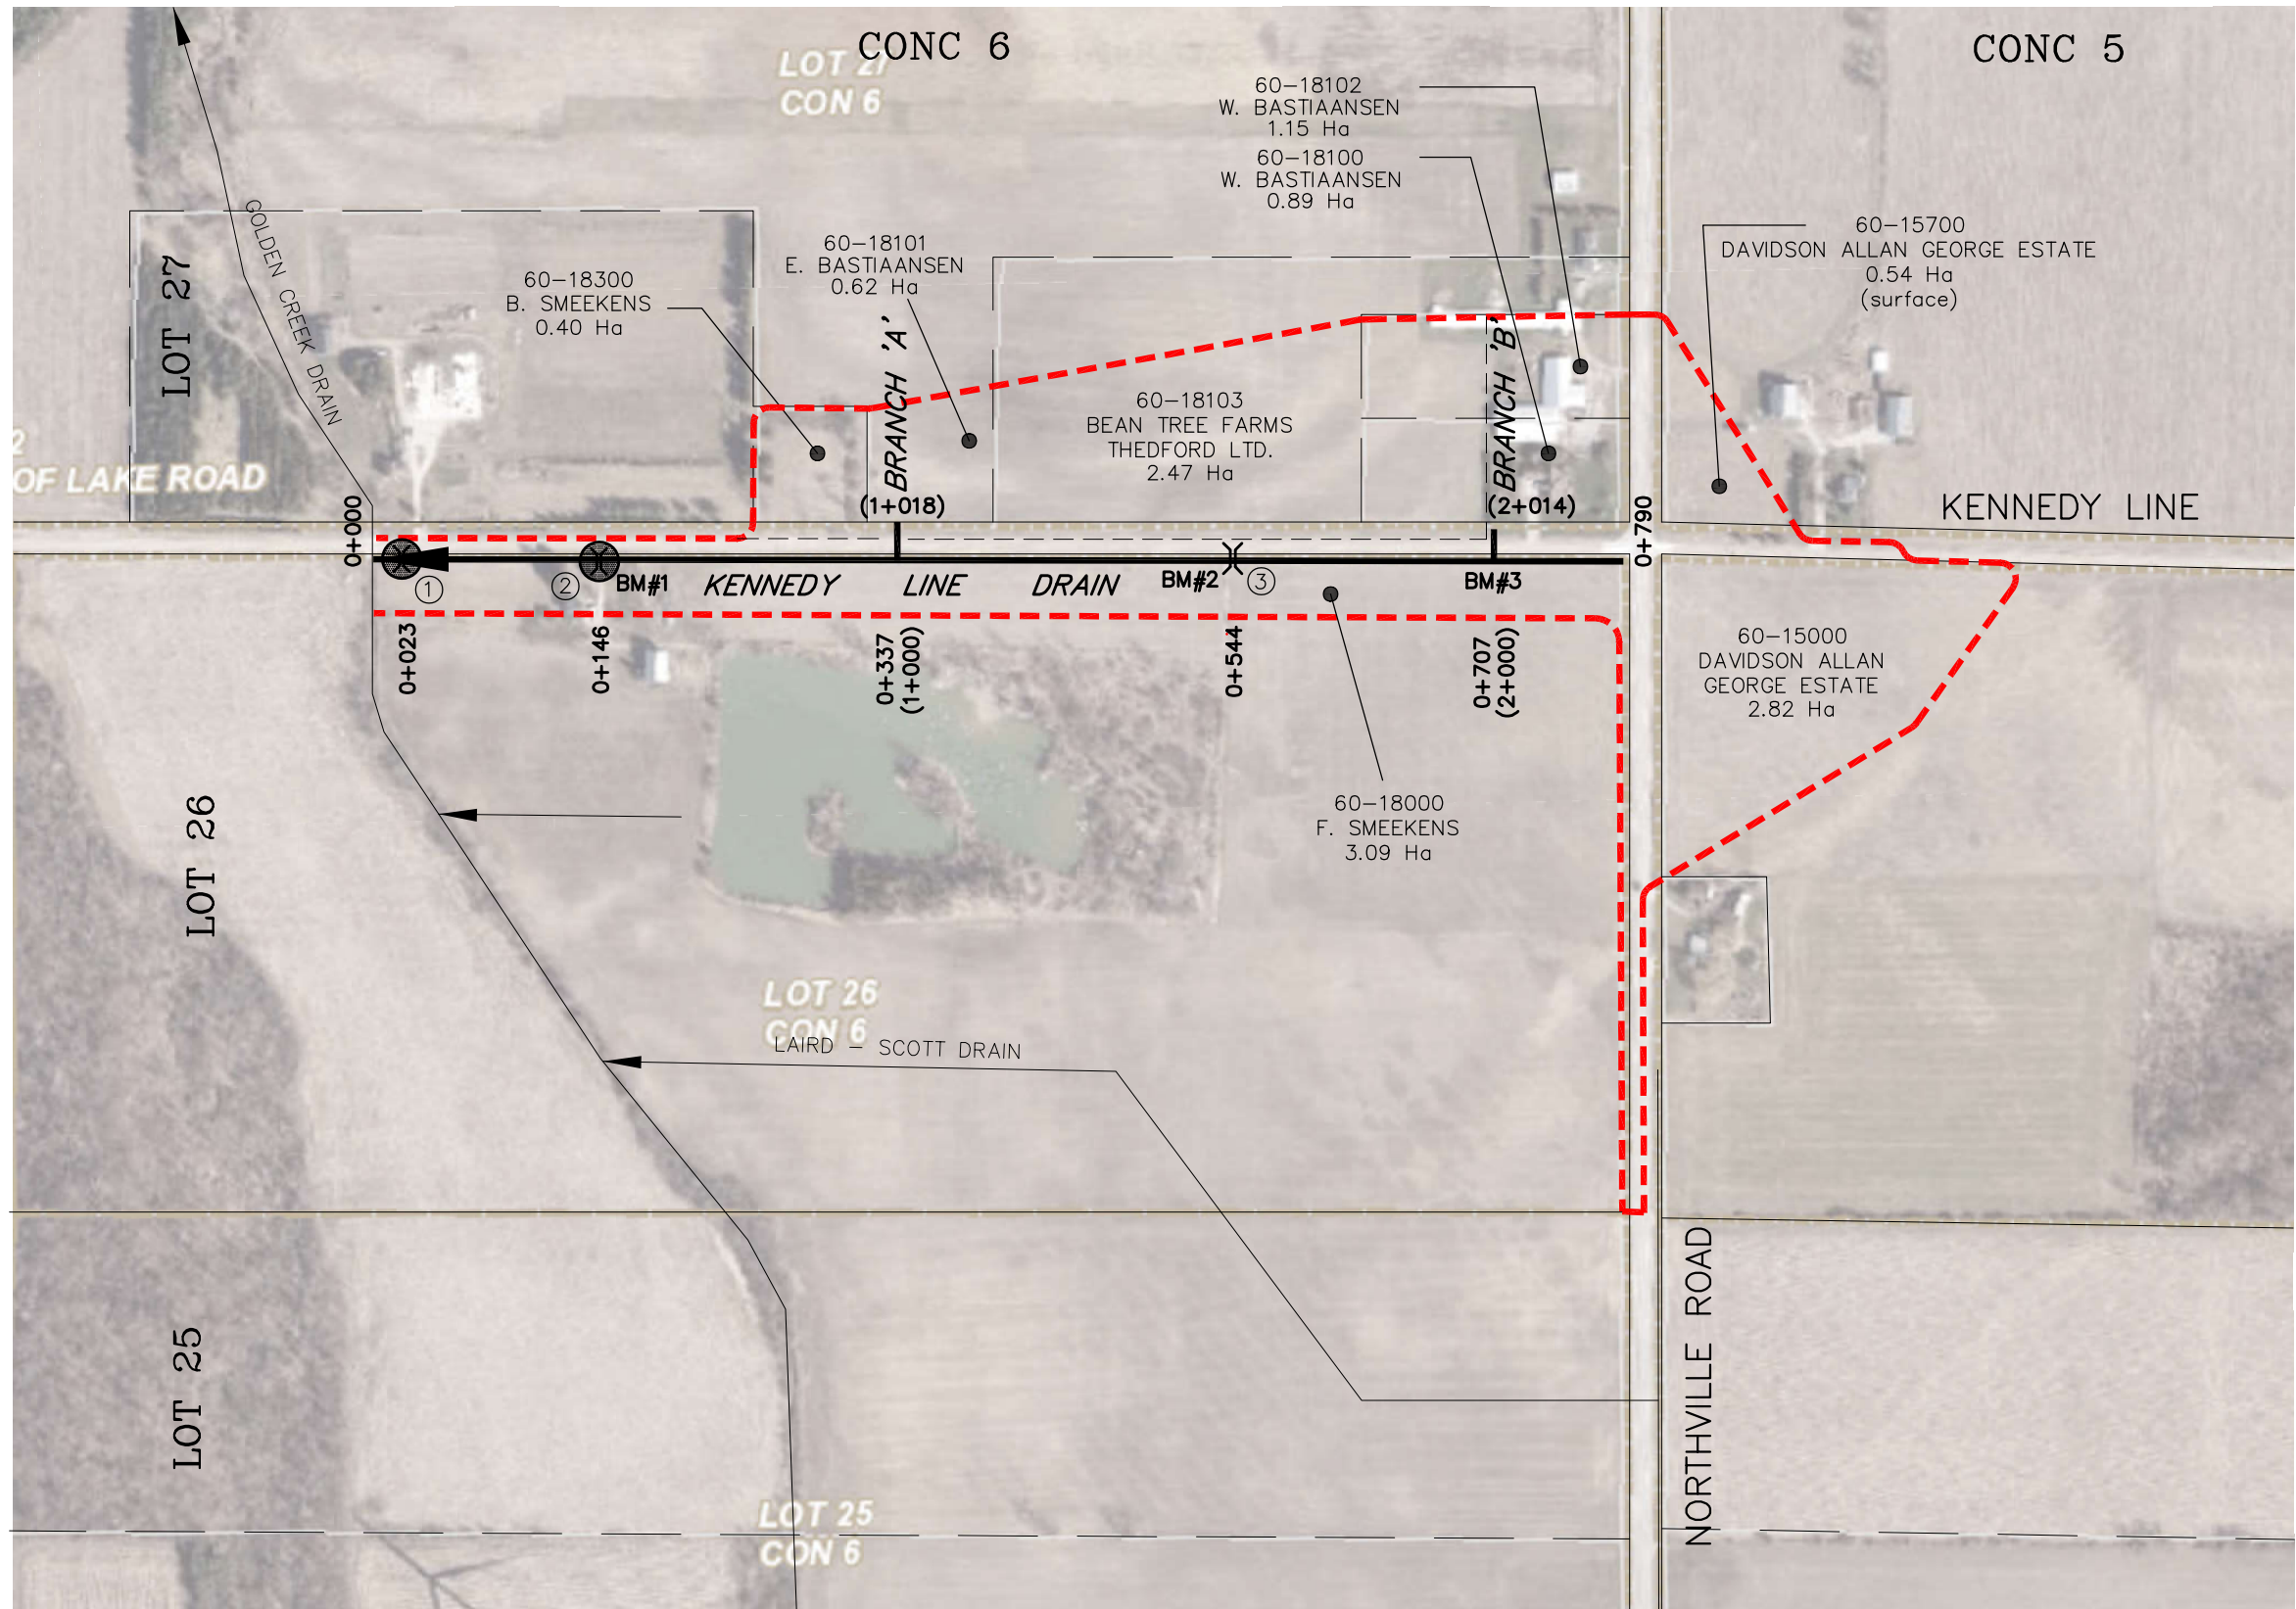 CONC 6
CONC 5
LOT 27
CON 6
60-18102
W. BASTIAANSEN
1.15 Ha
60-18100
W. BASTIAANSEN
0.89 Ha
60-15700
DAVIDSON ALLAN GEORGE ESTATE
0.54 Ha
(surface)
60-18101
E. BASTIAANSEN
0.62 Ha
60-18300
B. SMEEKENS
0.40 Ha
GOLDEN CREEK DRAIN
LOT 27
BRANCH 'A'
BRANCH 'B'
60-18103
BEAN TREE FARMS
THEDFORD LTD.
2.47 Ha
2
OF LAKE ROAD
(1+018)
(2+014)
KENNEDY LINE
0+000
0+790
1
2
BM#1
KENNEDY LINE DRAIN
BM#2
3
BM#3
0+023
0+146
0+337
(1+000)
0+544
0+707
(2+000)
60-15000
DAVIDSON ALLAN
GEORGE ESTATE
2.82 Ha
60-18000
F. SMEEKENS
3.09 Ha
LOT 26
LOT 26
CON 6
LAIRD - SCOTT DRAIN
NORTHVILLE ROAD
LOT 25
LOT 25
CON 6